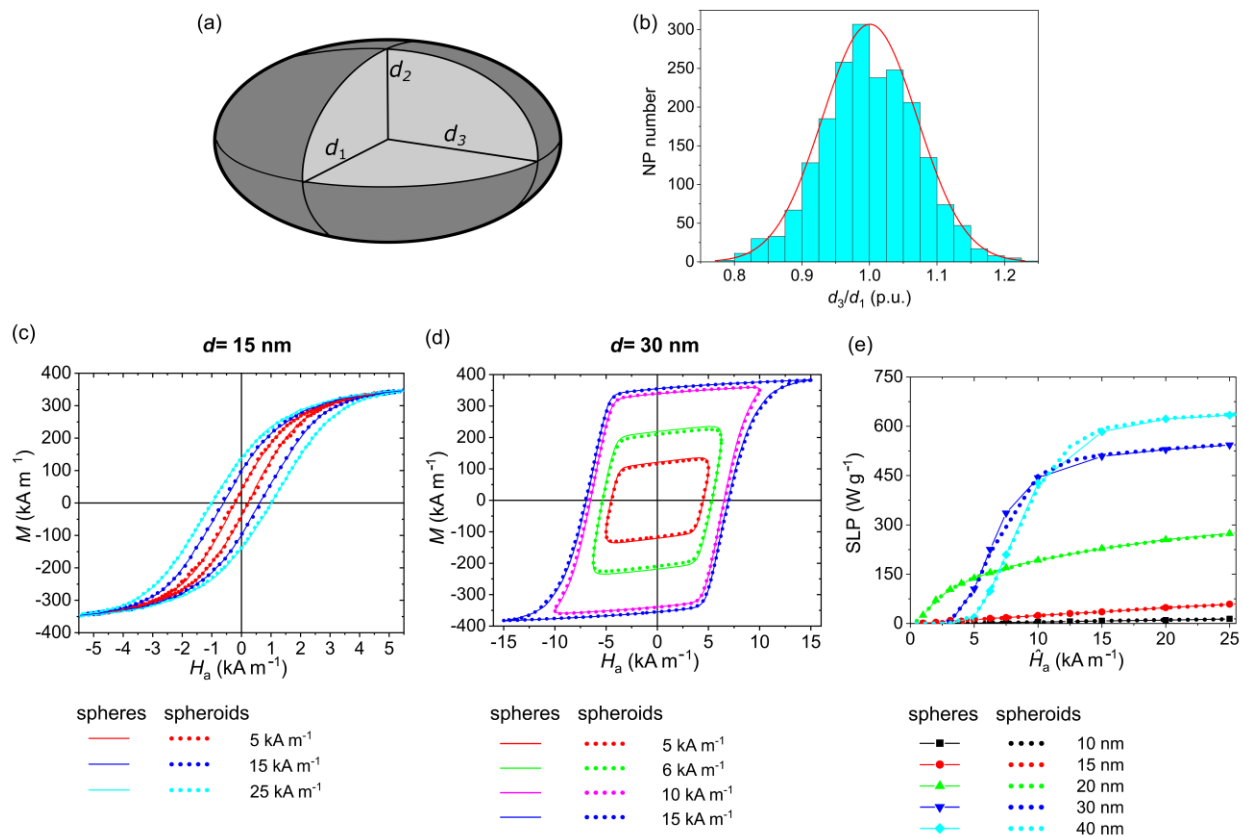 (a)
d₂
d₁
d₃
(b)
NP number
300
250
200
150
100
50
0
0.8 0.9 1.0 1.1 1.2
d₃/d₁ (p.u.)
(c)
d= 15 nm
M (kA m⁻¹)
400
300
200
100
0
-100
-200
-300
-400
-5 -4 -3 -2 -1 0 1 2 3 4 5
Hₐ (kA m⁻¹)
spheres spheroids
5 kA m⁻¹
15 kA m⁻¹
25 kA m⁻¹
(d)
d= 30 nm
M (kA m⁻¹)
400
300
200
100
0
-100
-200
-300
-400
-15 -10 -5 0 5 10 15
Hₐ (kA m⁻¹)
spheres spheroids
5 kA m⁻¹
6 kA m⁻¹
10 kA m⁻¹
15 kA m⁻¹
(e)
SLP (W g⁻¹)
750
600
450
300
150
0
0 5 10 15 20 25
Ĥₐ (kA m⁻¹)
spheres spheroids
10 nm
15 nm
20 nm
30 nm
40 nm